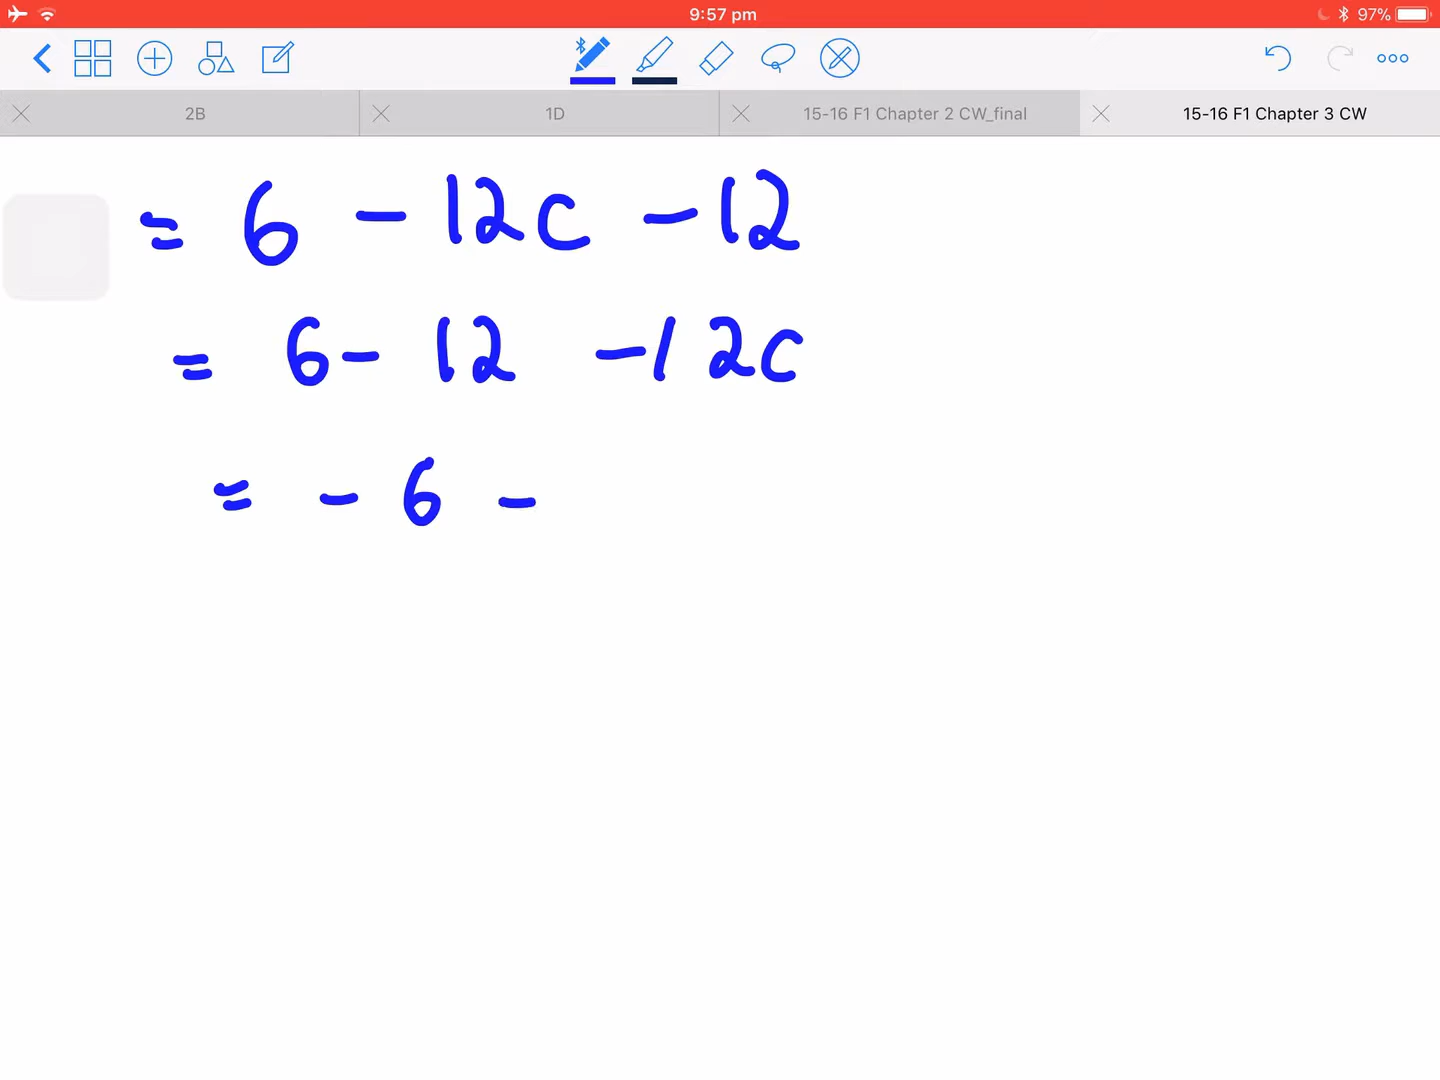 9:57 pm 97%
2B 1D 15-16 F1 Chapter 2 CW_final 15-16 F1 Chapter 3 CW
= 6 - 12c - 12
= 6 - 12 - 12c
= - 6 -